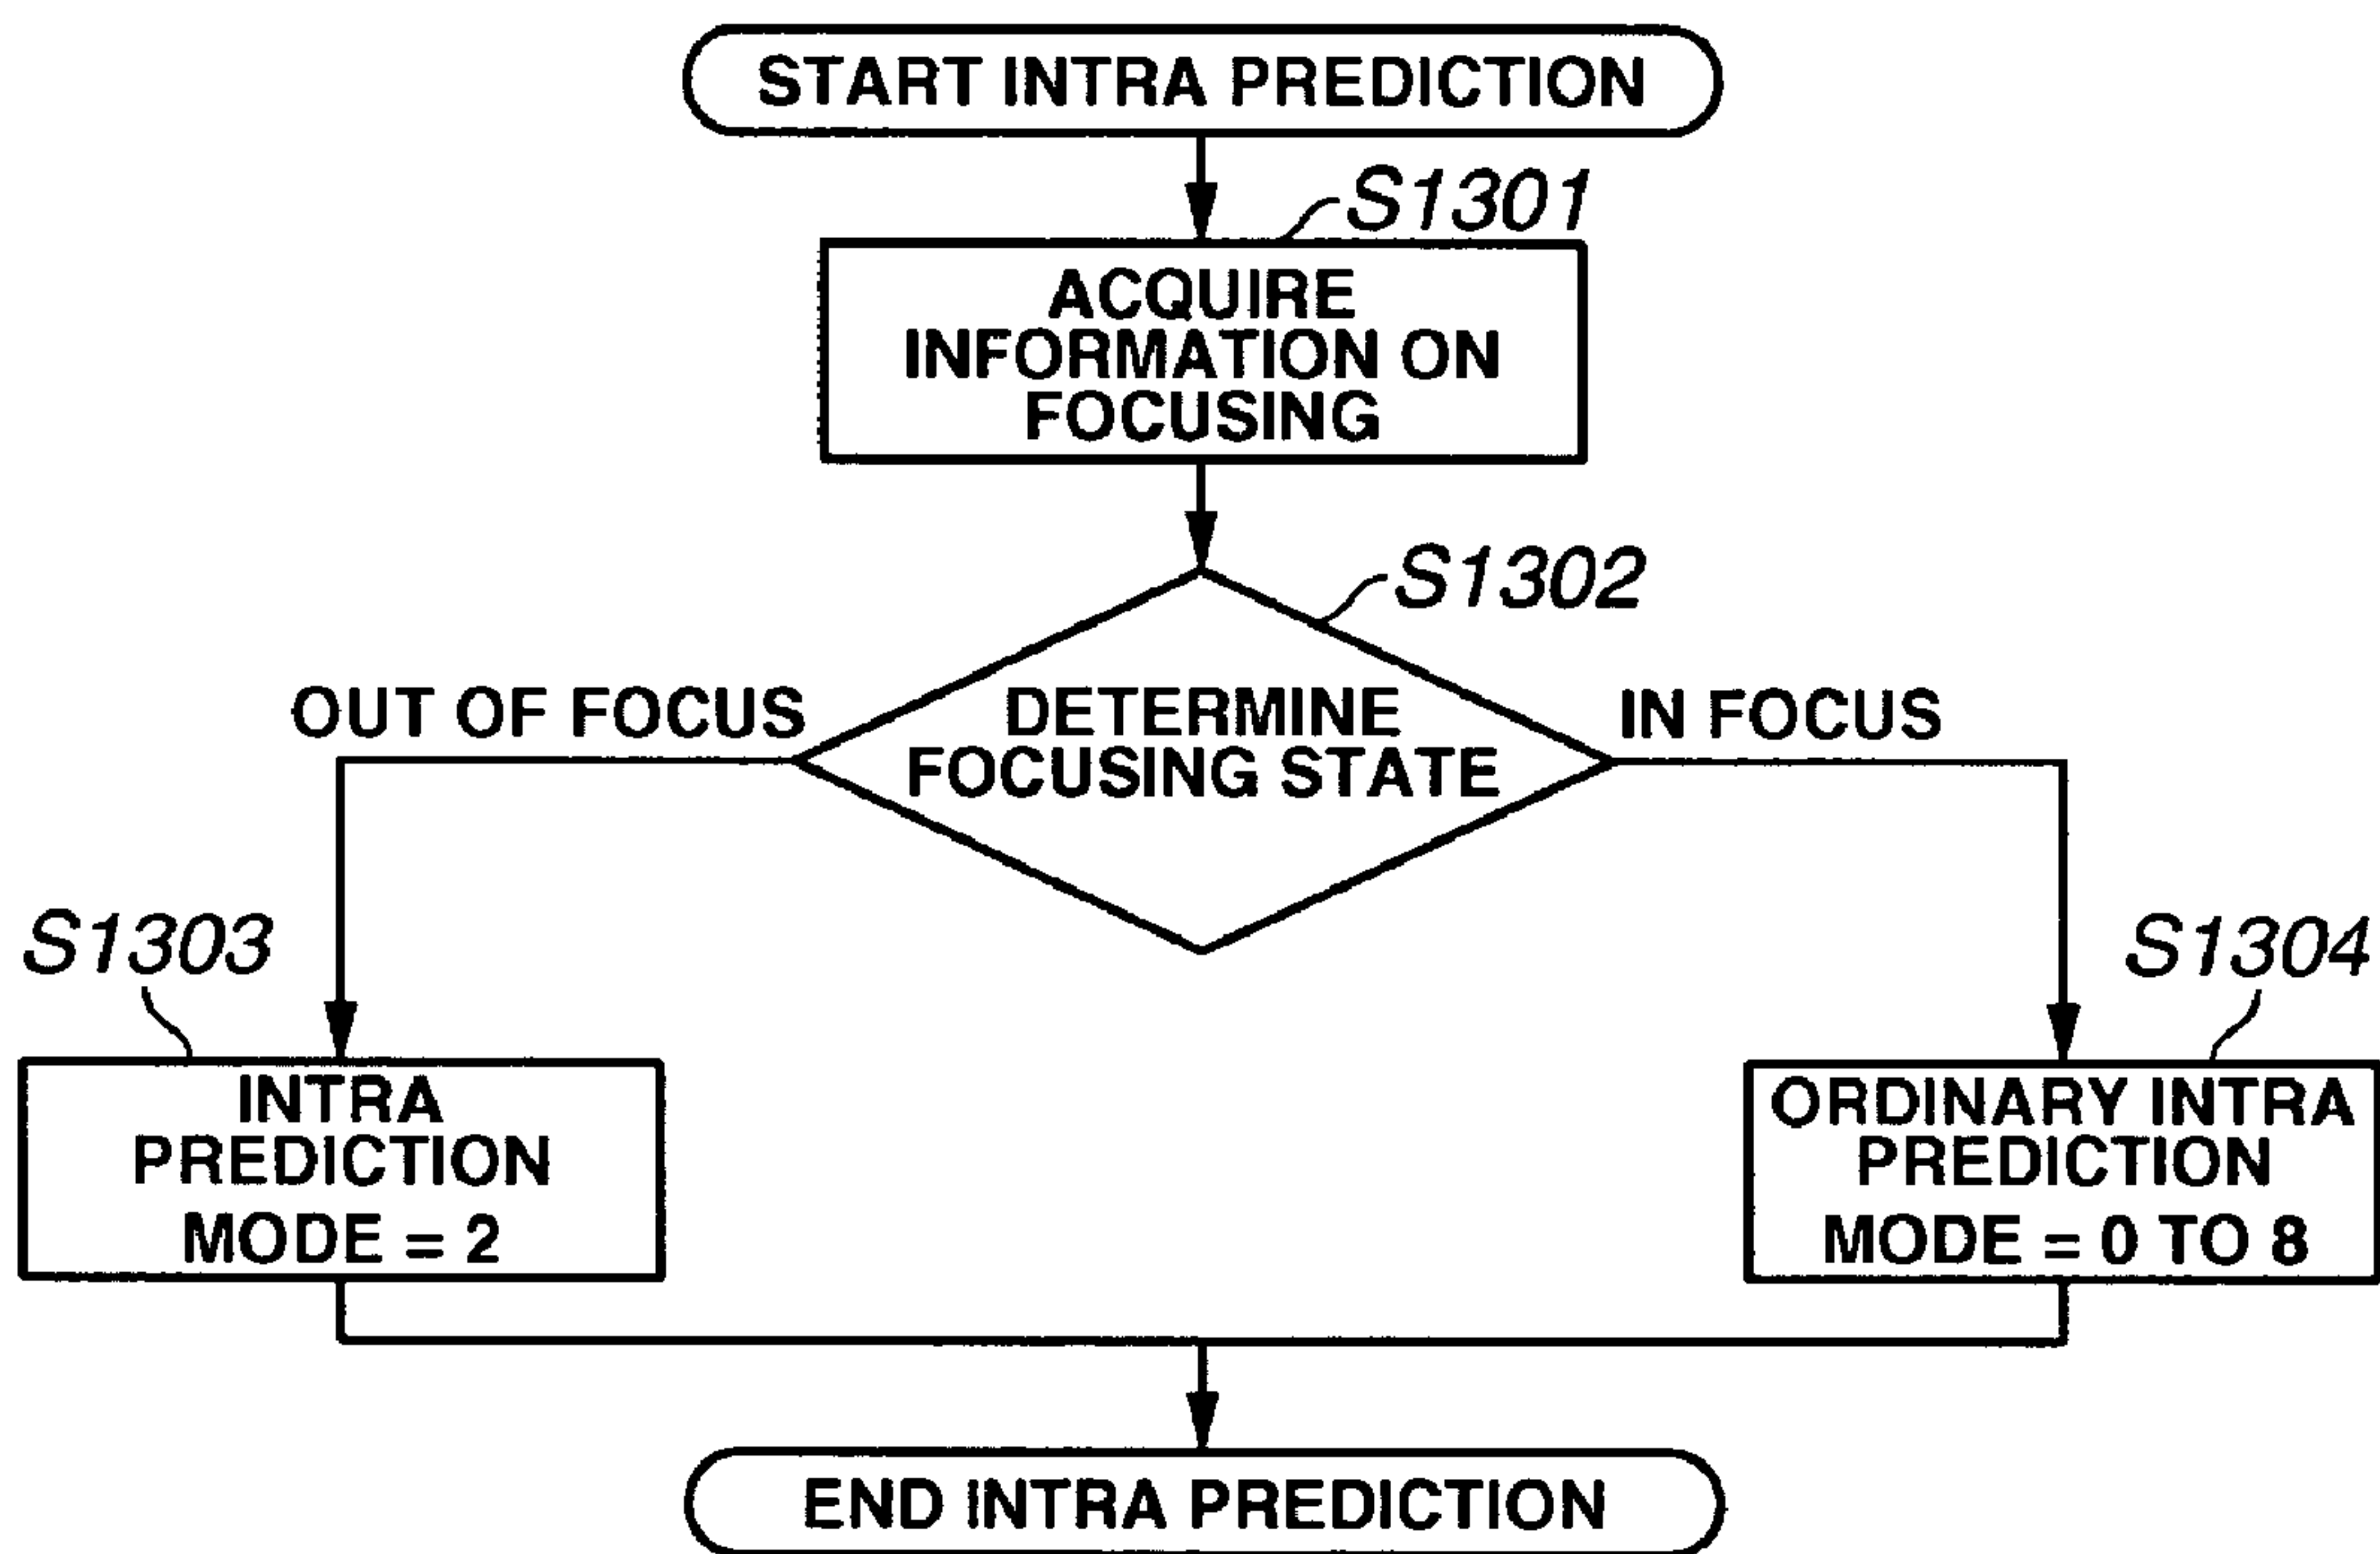 START INTRA PREDICTION
S1301
ACQUIRE
INFORMATION ON
FOCUSING
S1302
OUT OF FOCUS
DETERMINE
FOCUSING STATE
IN FOCUS
S1303
S1304
INTRA
PREDICTION
MODE = 2
ORDINARY INTRA
PREDICTION
MODE = 0 TO 8
END INTRA PREDICTION